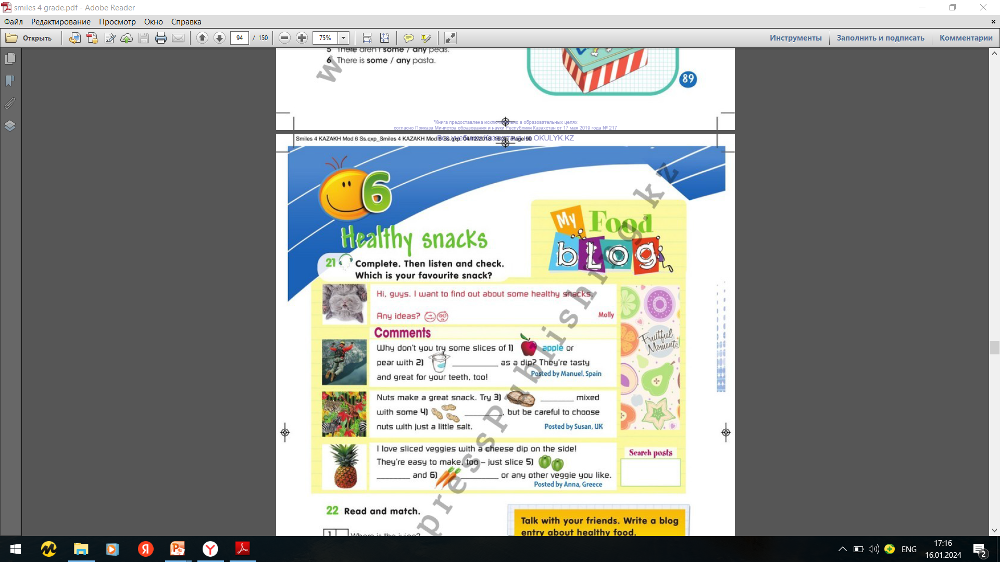 smiles 4 grade.pdf - Adobe Reader
Файл Редактирование Просмотр Окно Справка
Открыть 94 / 150 75% Инструменты Заполнить и подписать Комментарии
5 There aren't some / any peas.
6 There is some / any pasta.
89
*Книга предоставлена исключительно в образовательных целях
согласно Приказа Министра образования и науки Республики Казахстан от 17 мая 2019 года № 217
Smiles 4 KAZAKH Mod 6 Ss.qxp_Smiles 4 KAZAKH Mod 6 Ss.qxp 04/12/2018 16:35 Page 90
OKULYK.KZ
6
My Food
blog
Healthy snacks
21 Complete. Then listen and check.
Which is your favourite snack?
Hi, guys. I want to find out about some healthy snacks.
Any ideas?
Molly
Comments
Why don't you try some slices of 1) apple or
pear with 2) ________ as a dip? They're tasty
and great for your teeth, too!
Posted by Manuel, Spain
Nuts make a great snack. Try 3) ________ mixed
with some 4) ________, but be careful to choose
nuts with just a little salt.
Posted by Susan, UK
I love sliced veggies with a cheese dip on the side!
They're easy to make, too – just slice 5)
________ and 6) ________ or any other veggie you like.
Posted by Anna, Greece
Fruitful
Moments
Search posts
22 Read and match.
1 Where is the juice?
Talk with your friends. Write a blog
entry about healthy food.
w
presspublishing.kz
ENG
17:16
16.01.2024
2